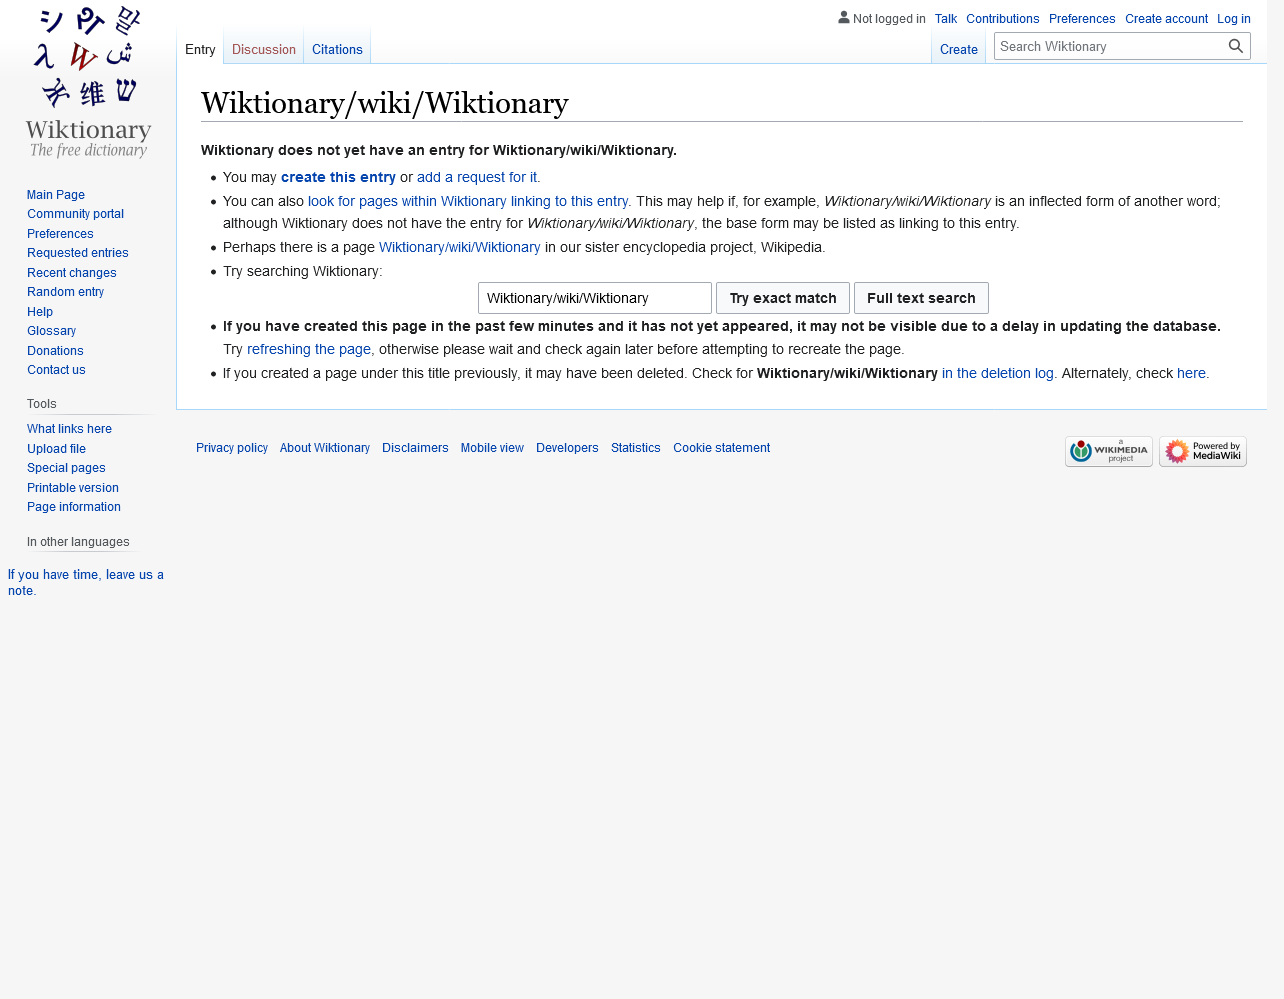 Not logged in Talk Contributions Preferences Create account Log in
Entry Discussion Citations Create Search Wiktionary
Wiktionary
The free dictionary
Main Page
Community portal
Preferences
Requested entries
Recent changes
Random entry
Help
Glossary
Donations
Contact us
Tools
What links here
Upload file
Special pages
Printable version
Page information
In other languages
If you have time, leave us a
note.
Wiktionary/wiki/Wiktionary
Wiktionary does not yet have an entry for Wiktionary/wiki/Wiktionary.
• You may create this entry or add a request for it.
• You can also look for pages within Wiktionary linking to this entry. This may help if, for example, Wiktionary/wiki/Wiktionary is an inflected form of another word;
although Wiktionary does not have the entry for Wiktionary/wiki/Wiktionary, the base form may be listed as linking to this entry.
• Perhaps there is a page Wiktionary/wiki/Wiktionary in our sister encyclopedia project, Wikipedia.
• Try searching Wiktionary:
Wiktionary/wiki/Wiktionary Try exact match Full text search
• If you have created this page in the past few minutes and it has not yet appeared, it may not be visible due to a delay in updating the database.
Try refreshing the page, otherwise please wait and check again later before attempting to recreate the page.
• If you created a page under this title previously, it may have been deleted. Check for Wiktionary/wiki/Wiktionary in the deletion log. Alternately, check here.
Privacy policy About Wiktionary Disclaimers Mobile view Developers Statistics Cookie statement
a
WIKIMEDIA
project
Powered by
MediaWiki